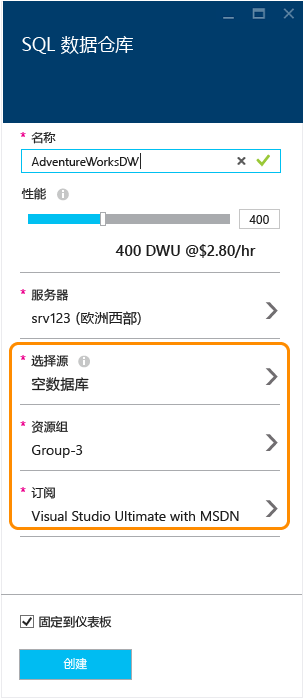 SQL 数据仓库
* 名称
AdventureWorksDW
性能
400
400 DWU @$2.80/hr
* 服务器
srv123 (欧洲西部)
* 选择源
空数据库
* 资源组
Group-3
* 订阅
Visual Studio Ultimate with MSDN
固定到仪表板
创建